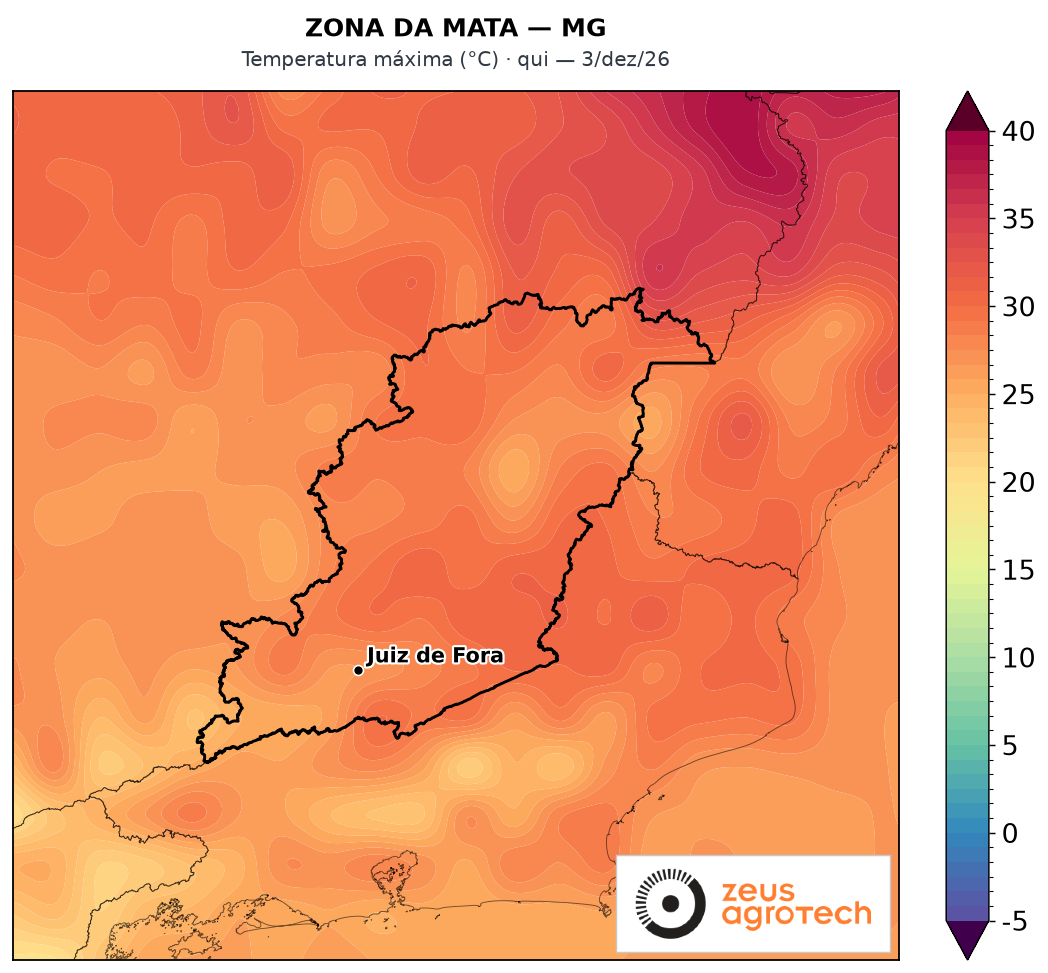 ZONA DA MATA — MG
Temperatura máxima (°C) · qui — 3/dez/26
40
35
30
25
20
15
10
5
0
-5
Juiz de Fora
zeus
agrotech